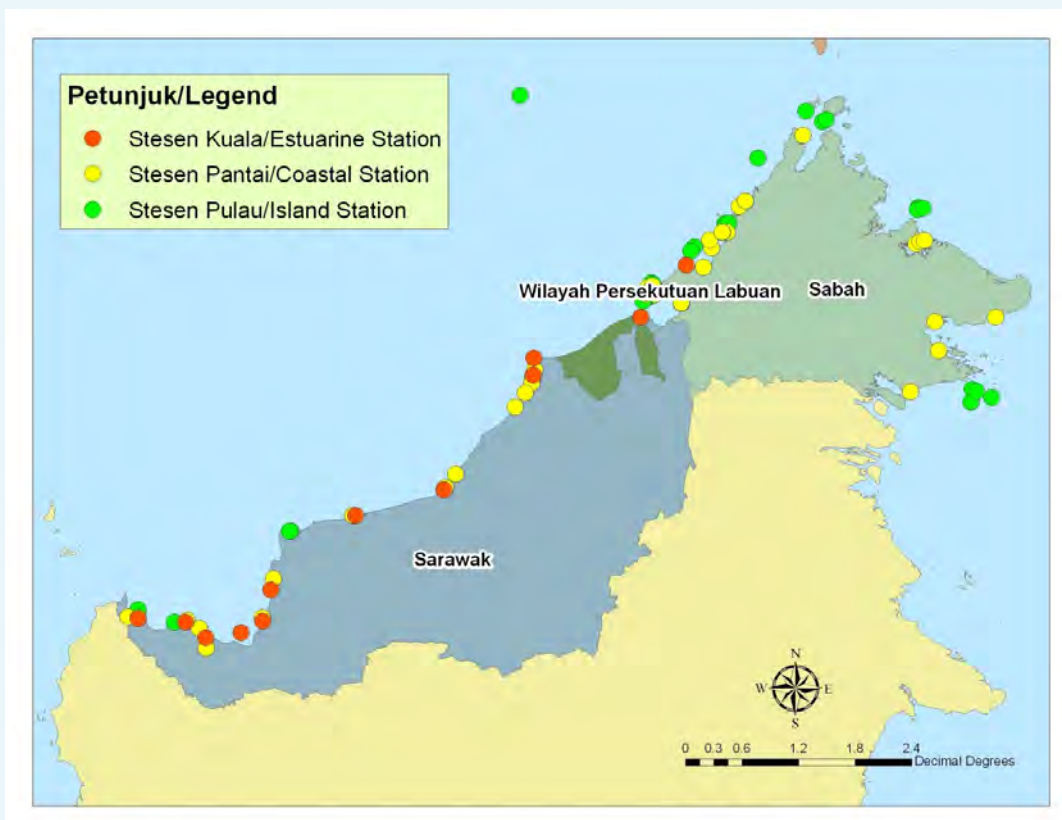 Petunjuk/Legend
Stesen Kuala/Estuarine Station
Stesen Pantai/Coastal Station
Stesen Pulau/Island Station
Wilayah Persekutuan Labuan
Sabah
Sarawak
N
W E
S
0 0.3 0.6 1.2 1.8 2.4
Decimal Degrees